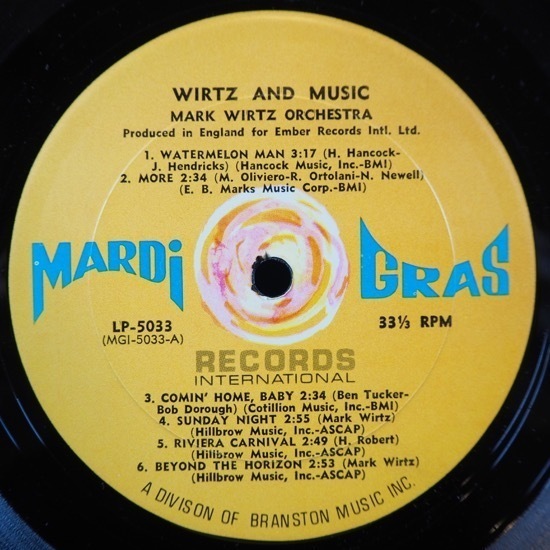 WIRTZ AND MUSIC
MARK WIRTZ ORCHESTRA
Produced in England for Ember Records Intl. Ltd.
1. WATERMELON MAN 3:17 (H. Hancock-
J. Hendricks) (Hancock Music, Inc.-BMI)
2. MORE 2:34 (M. Oliviero-R. Ortolani-N. Newell)
(E. B. Marks Music Corp.-BMI)
MARDi GRAS
LP-5033
(MGI-5033-A)
33⅓ RPM
RECORDS
INTERNATIONAL
3. COMIN' HOME, BABY 2:34 (Ben Tucker-
Bob Dorough) (Cotillion Music, Inc.-BMI)
4. SUNDAY NIGHT 2:55 (Mark Wirtz)
(Hillbrow Music, Inc.-ASCAP)
5. RIVIERA CARNIVAL 2:49 (H. Robert)
(Hillbrow Music, Inc.-ASCAP)
6. BEYOND THE HORIZON 2:53 (Mark Wirtz)
(Hillbrow Music, Inc.-ASCAP)
A DIVISION OF BRANSTON MUSIC INC.